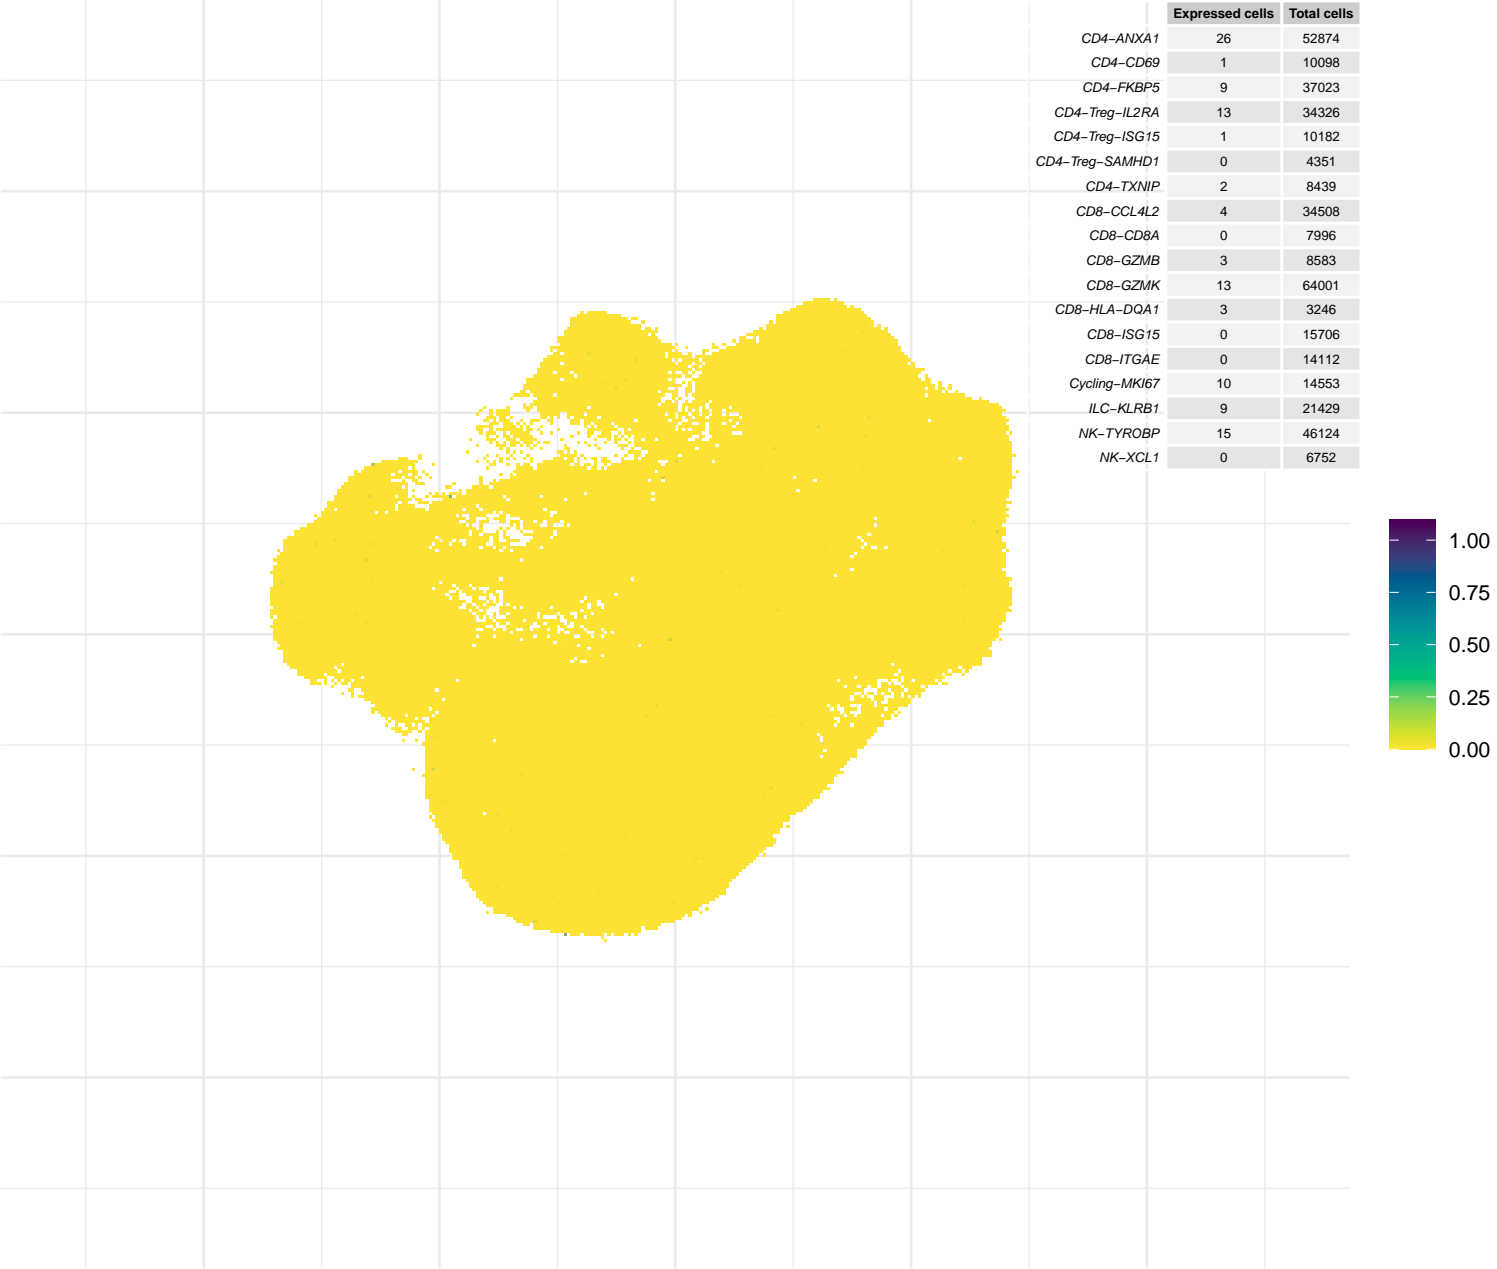 Expressed cells Total cells
CD4−ANXA1 26 52874
CD4−CD69 1 10098
CD4−FKBP5 9 37023
CD4−Treg−IL2RA 13 34326
CD4−Treg−ISG15 1 10182
CD4−Treg−SAMHD1 0 4351
CD4−TXNIP 2 8439
CD8−CCL4L2 4 34508
CD8−CD8A 0 7996
CD8−GZMB 3 8583
CD8−GZMK 13 64001
CD8−HLA−DQA1 3 3246
CD8−ISG15 0 15706
CD8−ITGAE 0 14112
Cycling−MKI67 10 14553
ILC−KLRB1 9 21429
NK−TYROBP 15 46124
NK−XCL1 0 6752
1.00
0.75
0.50
0.25
0.00